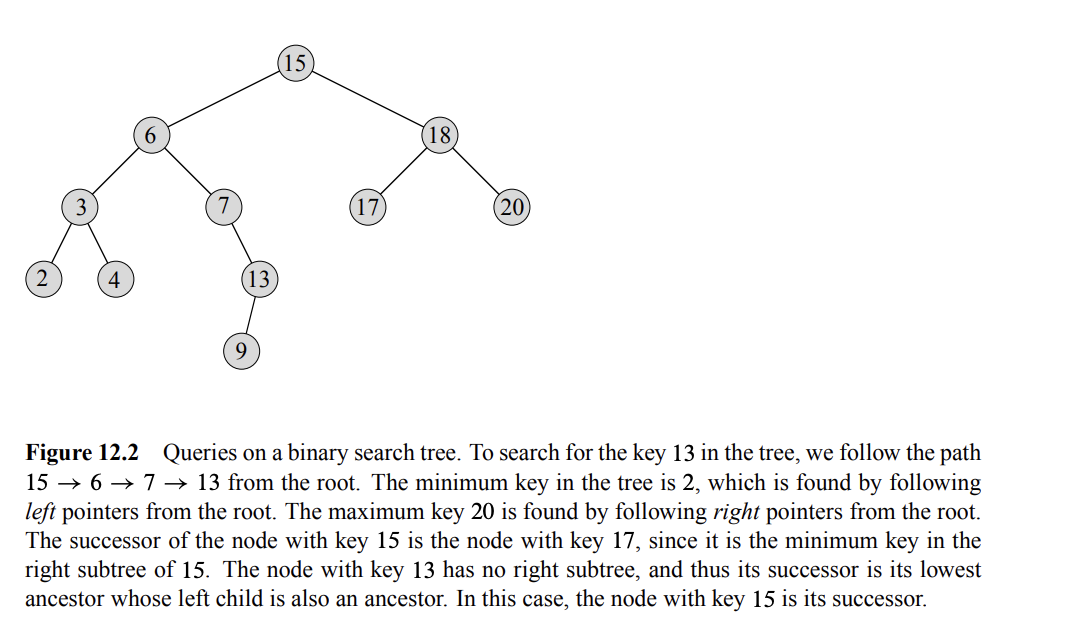 15
6 18
3 7 17 20
2 4 13
9
Figure 12.2 Queries on a binary search tree. To search for the key 13 in the tree, we follow the path
15 → 6 → 7 → 13 from the root. The minimum key in the tree is 2, which is found by following
left pointers from the root. The maximum key 20 is found by following right pointers from the root.
The successor of the node with key 15 is the node with key 17, since it is the minimum key in the
right subtree of 15. The node with key 13 has no right subtree, and thus its successor is its lowest
ancestor whose left child is also an ancestor. In this case, the node with key 15 is its successor.